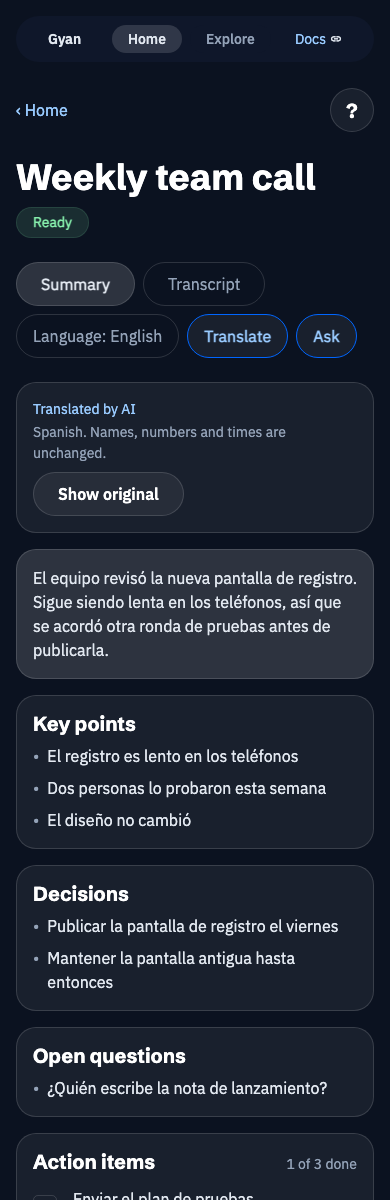 Gyan Home Explore Docs
‹ Home ?
Weekly team call
Ready
Summary Transcript
Language: English Translate Ask
Translated by AI
Spanish. Names, numbers and times are
unchanged.
Show original
El equipo revisó la nueva pantalla de registro.
Sigue siendo lenta en los teléfonos, así que
se acordó otra ronda de pruebas antes de
publicarla.
Key points
• El registro es lento en los teléfonos
• Dos personas lo probaron esta semana
• El diseño no cambió
Decisions
• Publicar la pantalla de registro el viernes
• Mantener la pantalla antigua hasta
entonces
Open questions
• ¿Quién escribe la nota de lanzamiento?
Action items 1 of 3 done
Enviar el plan de pruebas